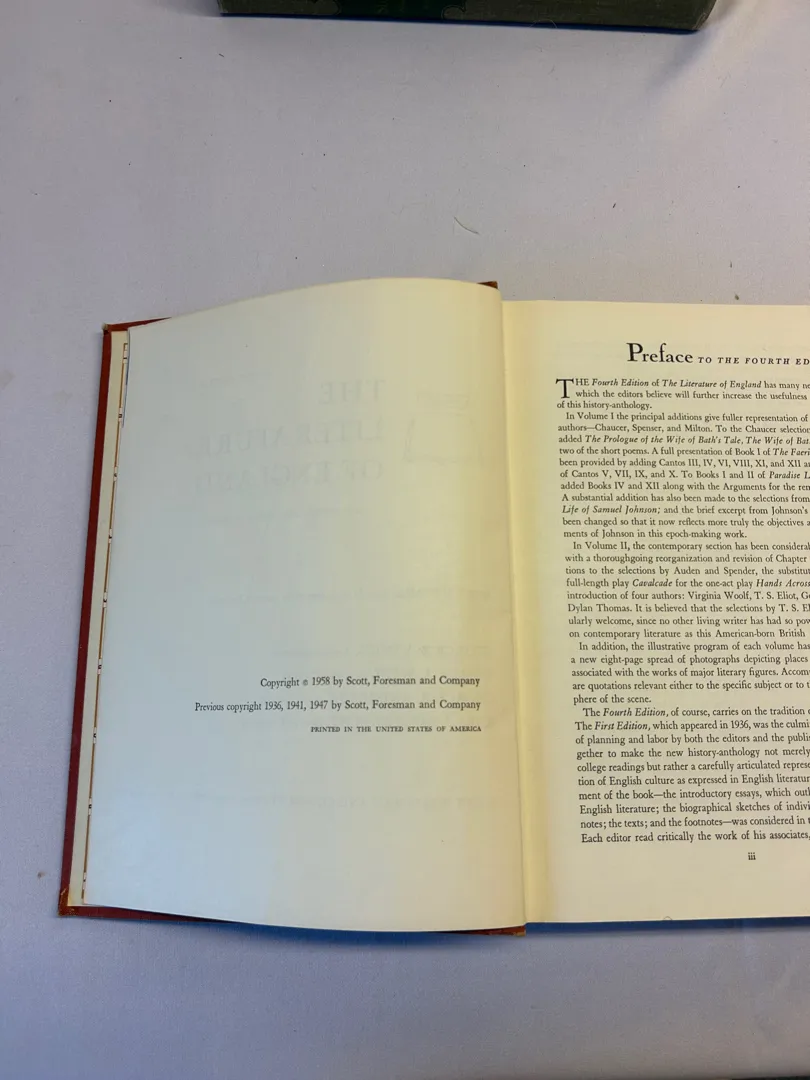 Copyright © 1958 by Scott, Foresman and Company
Previous copyright 1936, 1941, 1947 by Scott, Foresman and Company
PRINTED IN THE UNITED STATES OF AMERICA
Preface TO THE FOURTH ED
THE Fourth Edition of The Literature of England has many ne
which the editors believe will further increase the usefulness
of this history-anthology.
In Volume I the principal additions give fuller representation of
authors—Chaucer, Spenser, and Milton. To the Chaucer selection
added The Prologue of the Wife of Bath's Tale, The Wife of Bat
two of the short poems. A full presentation of Book I of The Faeri
been provided by adding Cantos III, IV, VI, VIII, XI, and XII as
of Cantos V, VII, IX, and X. To Books I and II of Paradise L
added Books IV and XII along with the Arguments for the ren
A substantial addition has also been made to the selections from
Life of Samuel Johnson; and the brief excerpt from Johnson's
been changed so that it now reflects more truly the objectives a
ments of Johnson in this epoch-making work.
In Volume II, the contemporary section has been considerab
with a thoroughgoing reorganization and revision of Chapter
tions to the selections by Auden and Spender, the substitut
full-length play Cavalcade for the one-act play Hands Across
introduction of four authors: Virginia Woolf, T. S. Eliot, Ge
Dylan Thomas. It is believed that the selections by T. S. El
ularly welcome, since no other living writer has had so pow
on contemporary literature as this American-born British
In addition, the illustrative program of each volume has
a new eight-page spread of photographs depicting places
associated with the works of major literary figures. Accom
are quotations relevant either to the specific subject or to t
phere of the scene.
The Fourth Edition, of course, carries on the tradition o
The First Edition, which appeared in 1936, was the culmi
of planning and labor by both the editors and the publis
gether to make the new history-anthology not merely
college readings but rather a carefully articulated represe
tion of English culture as expressed in English literatur
ment of the book—the introductory essays, which outl
English literature; the biographical sketches of indivi
notes; the texts; and the footnotes—was considered in t
Each editor read critically the work of his associates,
iii